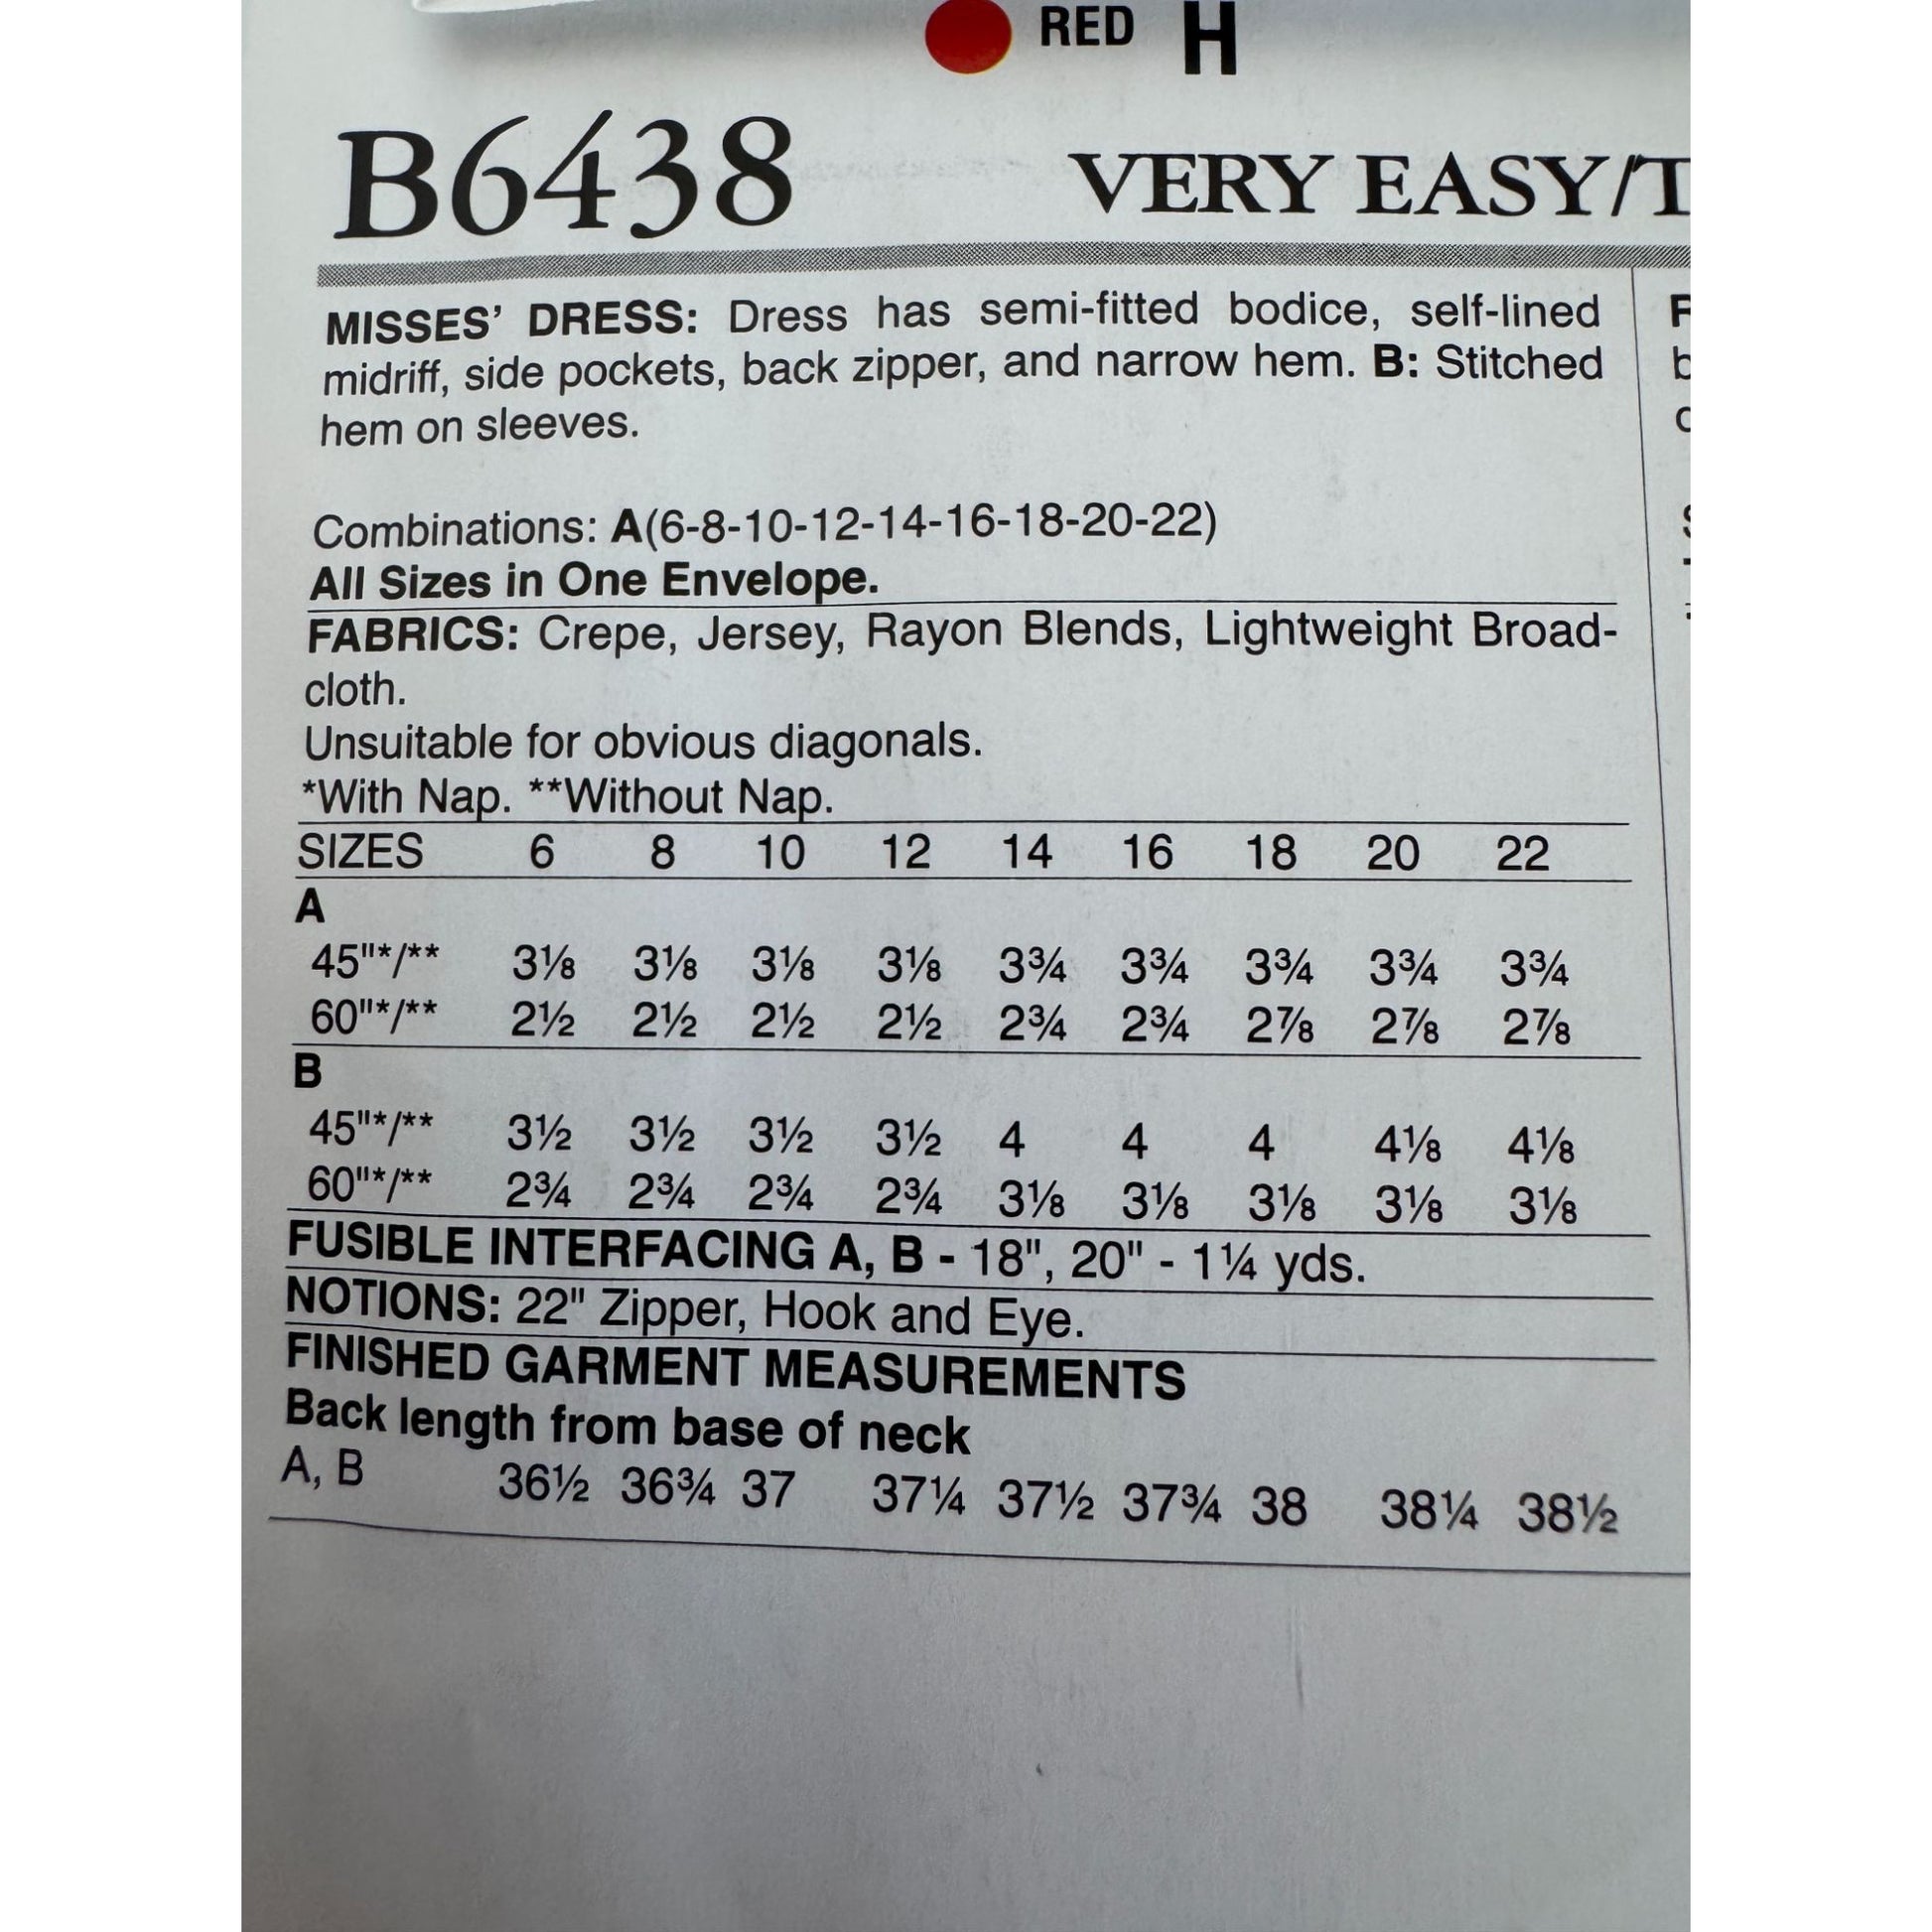 RED H
B6438 VERY EASY/T
MISSES' DRESS: Dress has semi-fitted bodice, self-lined
midriff, side pockets, back zipper, and narrow hem. B: Stitched
hem on sleeves.
Combinations: A(6-8-10-12-14-16-18-20-22)
All Sizes in One Envelope.
FABRICS: Crepe, Jersey, Rayon Blends, Lightweight Broad-
cloth.
Unsuitable for obvious diagonals.
*With Nap. **Without Nap.
SIZES 6 8 10 12 14 16 18 20 22
A
45"*/** 3⅛ 3⅛ 3⅛ 3⅛ 3¾ 3¾ 3¾ 3¾ 3¾
60"*/** 2½ 2½ 2½ 2½ 2¾ 2¾ 2⅞ 2⅞ 2⅞
B
45"*/** 3½ 3½ 3½ 3½ 4 4 4 4⅛ 4⅛
60"*/** 2¾ 2¾ 2¾ 2¾ 3⅛ 3⅛ 3⅛ 3⅛ 3⅛
FUSIBLE INTERFACING A, B - 18", 20" - 1¼ yds.
NOTIONS: 22" Zipper, Hook and Eye.
FINISHED GARMENT MEASUREMENTS
Back length from base of neck
A, B 36½ 36¾ 37 37¼ 37½ 37¾ 38 38¼ 38½